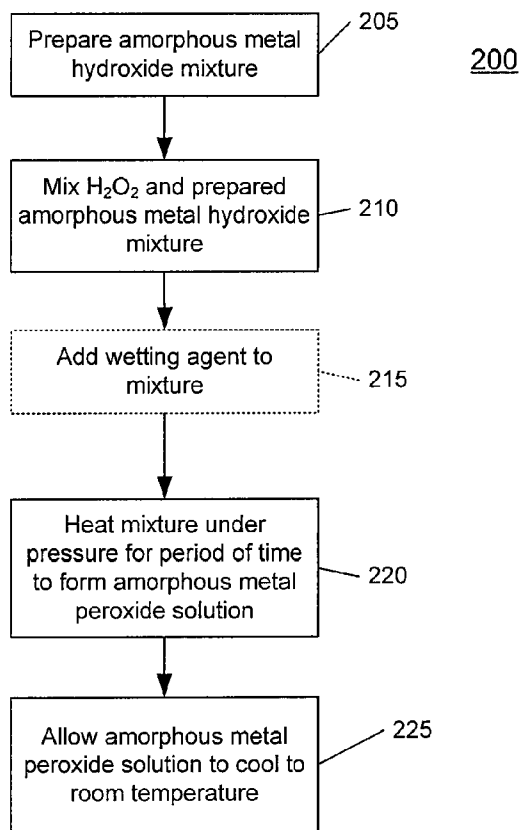 Prepare amorphous metal
hydroxide mixture
205
200
Mix H₂O₂ and prepared
amorphous metal hydroxide
mixture
210
Add wetting agent to
mixture
215
Heat mixture under
pressure for period of time
to form amorphous metal
peroxide solution
220
Allow amorphous metal
peroxide solution to cool to
room temperature
225